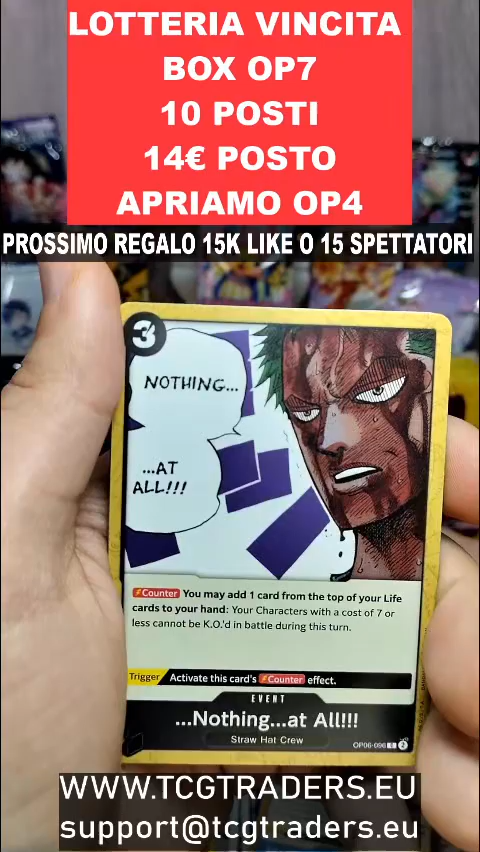 LOTTERIA VINCITA
BOX OP7
10 POSTI
14€ POSTO
APRIAMO OP4
PROSSIMO REGALO 15K LIKE O 15 SPETTATORI
3
NOTHING...
...AT
ALL!!!
Counter You may add 1 card from the top of your Life
cards to your hand: Your Characters with a cost of 7 or
less cannot be K.O.'d in battle during this turn.
Trigger Activate this card's Counter effect.
EVENT
...Nothing...at All!!!
Straw Hat Crew
OP06-096
2
WWW.TCGTRADERS.EU
support@tcgtraders.eu